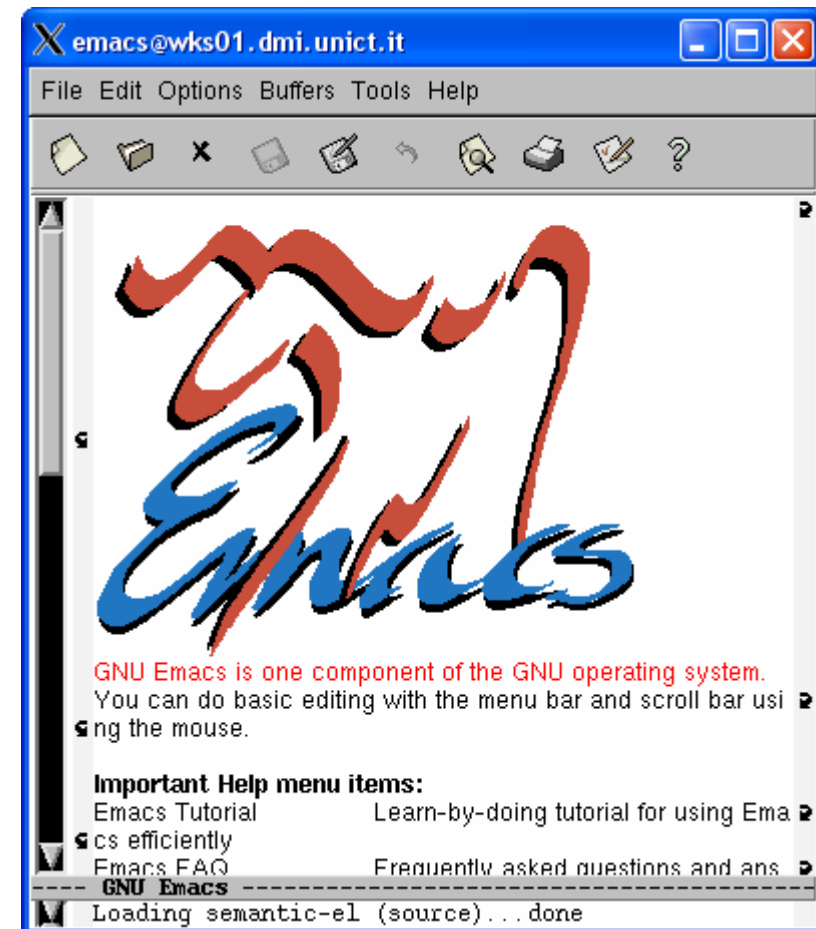 emacs@wks01.dmi.unict.it
File Edit Options Buffers Tools Help
Emacs
GNU Emacs is one component of the GNU operating system.
You can do basic editing with the menu bar and scroll bar usi
ng the mouse.
Important Help menu items:
Emacs Tutorial Learn-by-doing tutorial for using Ema
cs efficiently
Emacs FAQ Frequently asked questions and ans
---- GNU Emacs ----------------------------------------
Loading semantic-el (source)...done